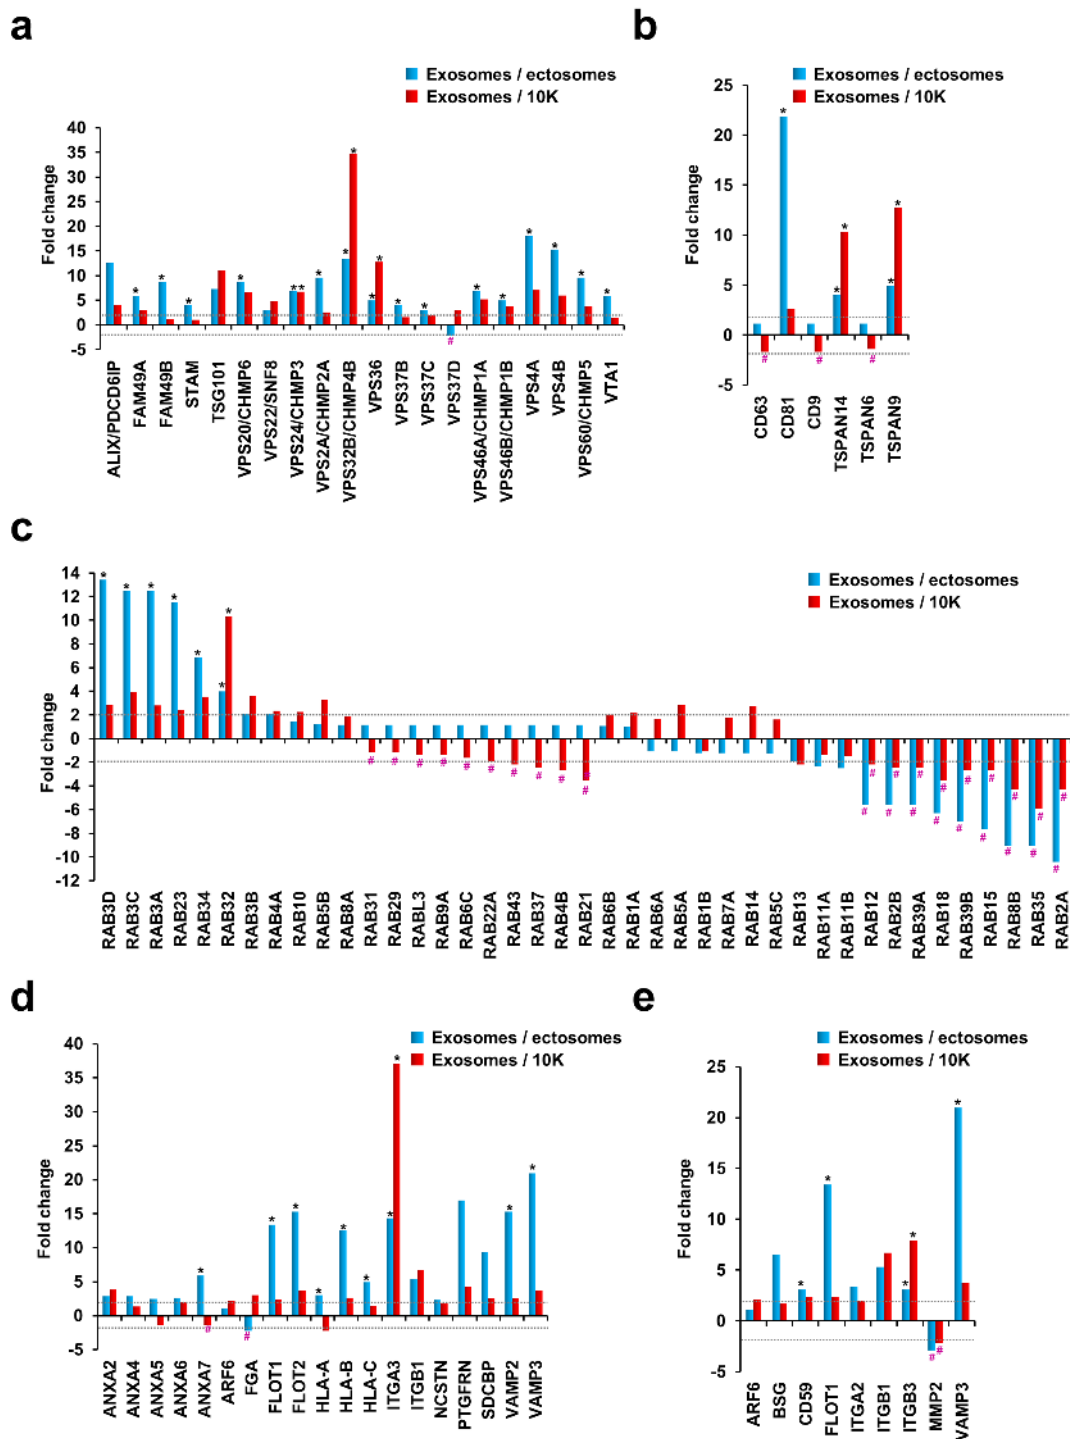 a
Exosomes / ectosomes
Exosomes / 10K
Fold change
40
35
30
25
20
15
10
5
0
-5
* * * * * ** * * * * * * # * * * * * *
ALIX/PDCD6IP
FAM49A
FAM49B
STAM
TSG101
VPS20/CHMP6
VPS22/SNF8
VPS24/CHMP3
VPS2A/CHMP2A
VPS32B/CHMP4B
VPS36
VPS37B
VPS37C
VPS37D
VPS46A/CHMP1A
VPS46B/CHMP1B
VPS4A
VPS4B
VPS60/CHMP5
VTA1
b
Exosomes / ectosomes
Exosomes / 10K
Fold change
25
20
15
10
5
0
-5
# * # * * # * *
CD63
CD81
CD9
TSPAN14
TSPAN6
TSPAN9
c
Exosomes / ectosomes
Exosomes / 10K
Fold change
14
12
10
8
6
4
2
0
-2
-4
-6
-8
-10
-12
* * * * * * *
# # # # # # # # # #
# # # # # # # # # # # # # # # # # #
RAB3D
RAB3C
RAB3A
RAB23
RAB34
RAB32
RAB3B
RAB4A
RAB10
RAB5B
RAB8A
RAB31
RAB29
RABL3
RAB9A
RAB6C
RAB22A
RAB43
RAB37
RAB4B
RAB21
RAB6B
RAB1A
RAB6A
RAB5A
RAB1B
RAB7A
RAB14
RAB5C
RAB13
RAB11A
RAB11B
RAB12
RAB2B
RAB39A
RAB18
RAB39B
RAB15
RAB8B
RAB35
RAB2A
d
Exosomes / ectosomes
Exosomes / 10K
Fold change
40
35
30
25
20
15
10
5
0
-5
* # # * * * * * * * * *
ANXA2
ANXA4
ANXA5
ANXA6
ANXA7
ARF6
FGA
FLOT1
FLOT2
HLA-A
HLA-B
HLA-C
ITGA3
ITGB1
NCSTN
PTGFRN
SDCBP
VAMP2
VAMP3
e
Exosomes / ectosomes
Exosomes / 10K
Fold change
25
20
15
10
5
0
-5
* * * * # # *
ARF6
BSG
CD59
FLOT1
ITGA2
ITGB1
ITGB3
MMP2
VAMP3